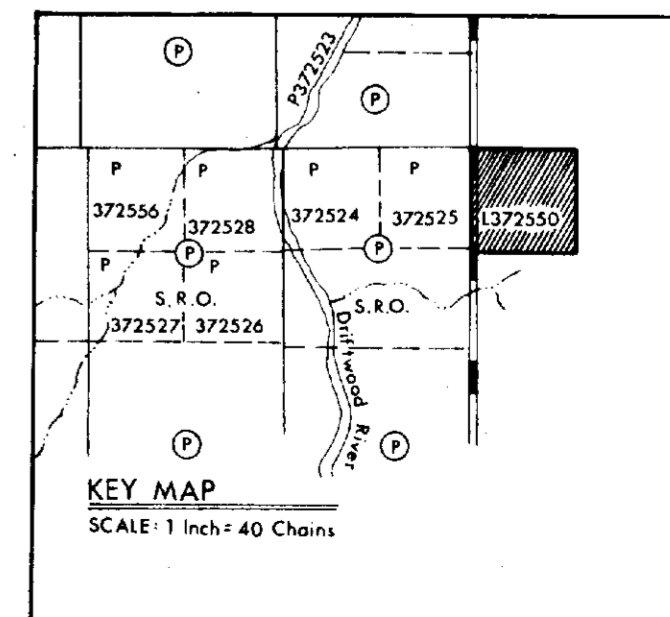 P
P372523
P
P
P
P
P
372556
372528
372524
372525
L372550
P
P
P
P
S.R.O.
S.R.O.
372527
372526
Driftwood River
P
P
KEY MAP
SCALE: 1 Inch = 40 Chains